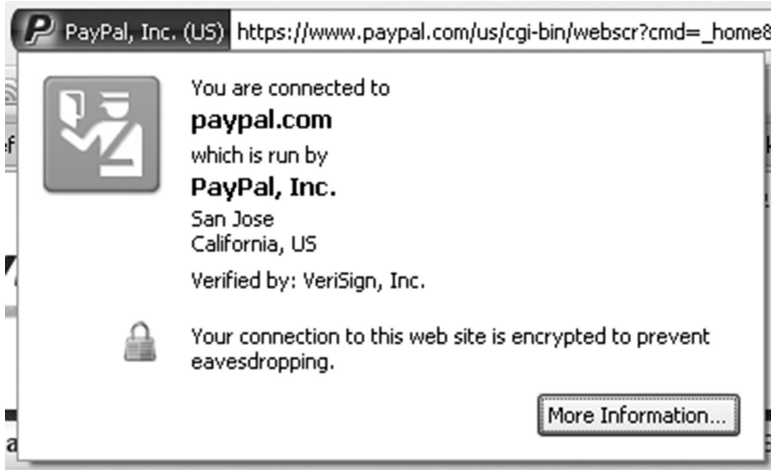 P PayPal, Inc. (US) https://www.paypal.com/us/cgi-bin/webscr?cmd=_home&
You are connected to
paypal.com
which is run by
PayPal, Inc.
San Jose
California, US
Verified by: VeriSign, Inc.
Your connection to this web site is encrypted to prevent
eavesdropping.
More Information...